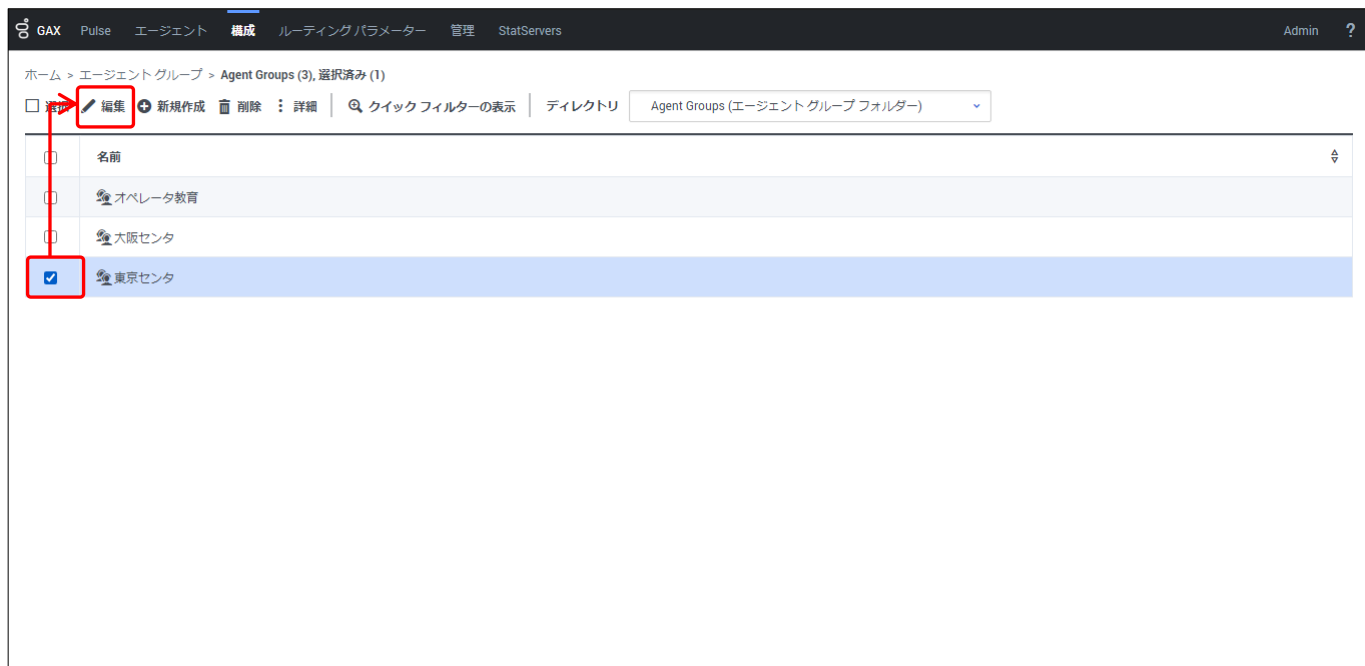 GAX Pulse エージェント 構成 ルーティング パラメーター 管理 StatServers Admin ?
ホーム > エージェント グループ > Agent Groups (3), 選択済み (1)
選択 編集 新規作成 削除 詳細 クイック フィルターの表示 ディレクトリ Agent Groups (エージェント グループ フォルダー)
名前
オペレータ教育
大阪センタ
東京センタ